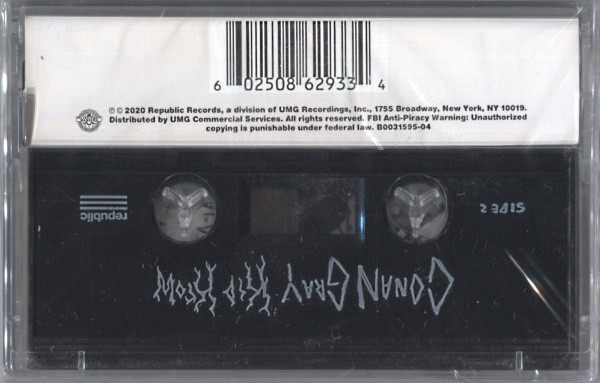 6 02508 62933 4
℗ © 2020 Republic Records, a division of UMG Recordings, Inc., 1755 Broadway, New York, NY 10019.
Distributed by UMG Commercial Services. All rights reserved. FBI Anti-Piracy Warning: Unauthorized
copying is punishable under federal law. B0031595-04
republic
SIDE 2
CONAN GRAY KID KROW